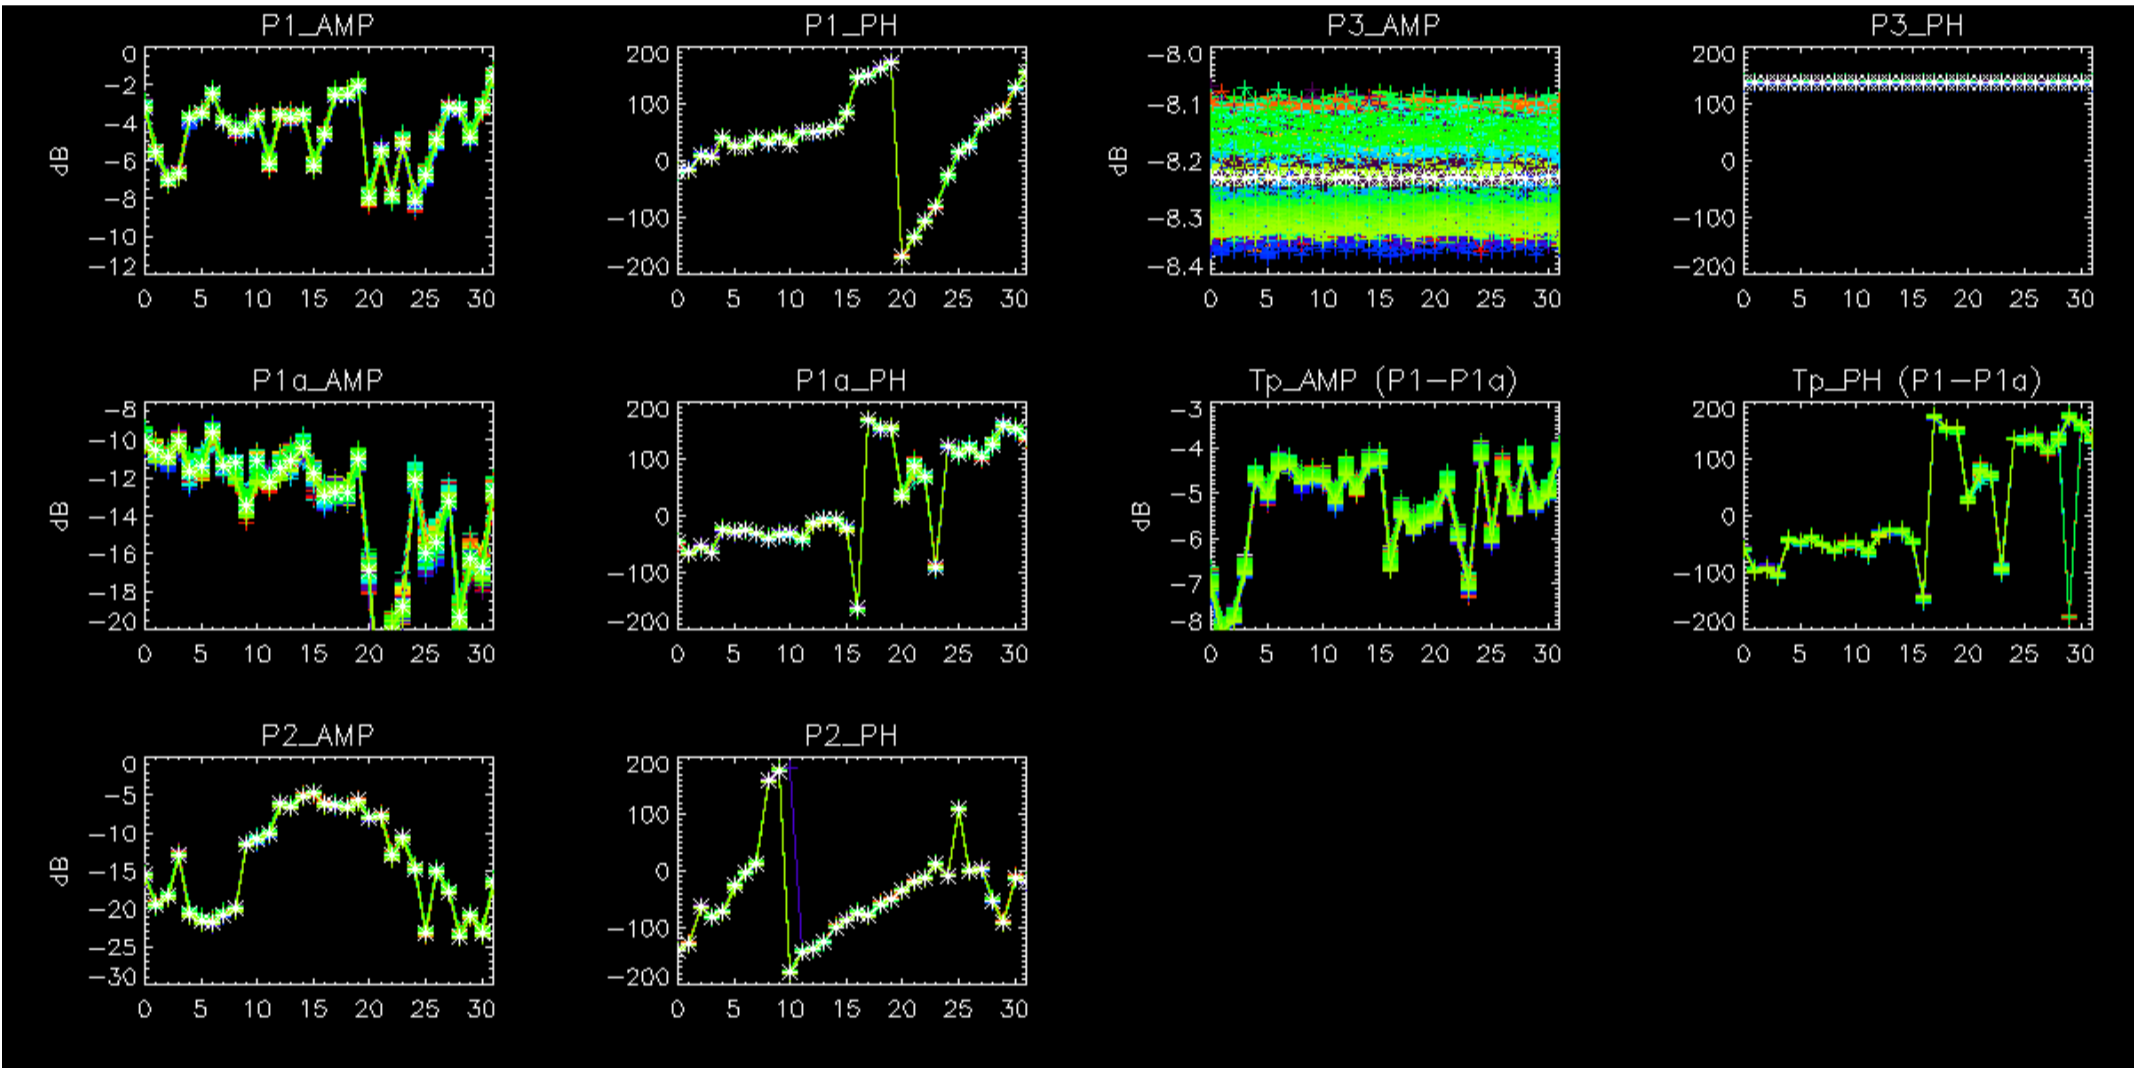 P1_AMP P1_PH P3_AMP P3_PH
0 200 -8.0 200
-2 100 -8.1 100
-4 0 -8.2 0
-6 -100 -8.3 -100
-8 -200 -8.4 -200
-10
-12
dB dB
0 5 10 15 20 25 30 0 5 10 15 20 25 30 0 5 10 15 20 25 30 0 5 10 15 20 25 30
P1a_AMP P1a_PH Tp_AMP (P1-P1a) Tp_PH (P1-P1a)
-8 200 -3 200
-10 100 -4 100
-12 0 -5 0
-14 -100 -6 -100
-16 -200 -7 -200
-18 -8
-20
dB dB
0 5 10 15 20 25 30 0 5 10 15 20 25 30 0 5 10 15 20 25 30 0 5 10 15 20 25 30
P2_AMP P2_PH
0 200
-5 100
-10 0
-15 -100
-20 -200
-25
-30
dB
0 5 10 15 20 25 30 0 5 10 15 20 25 30